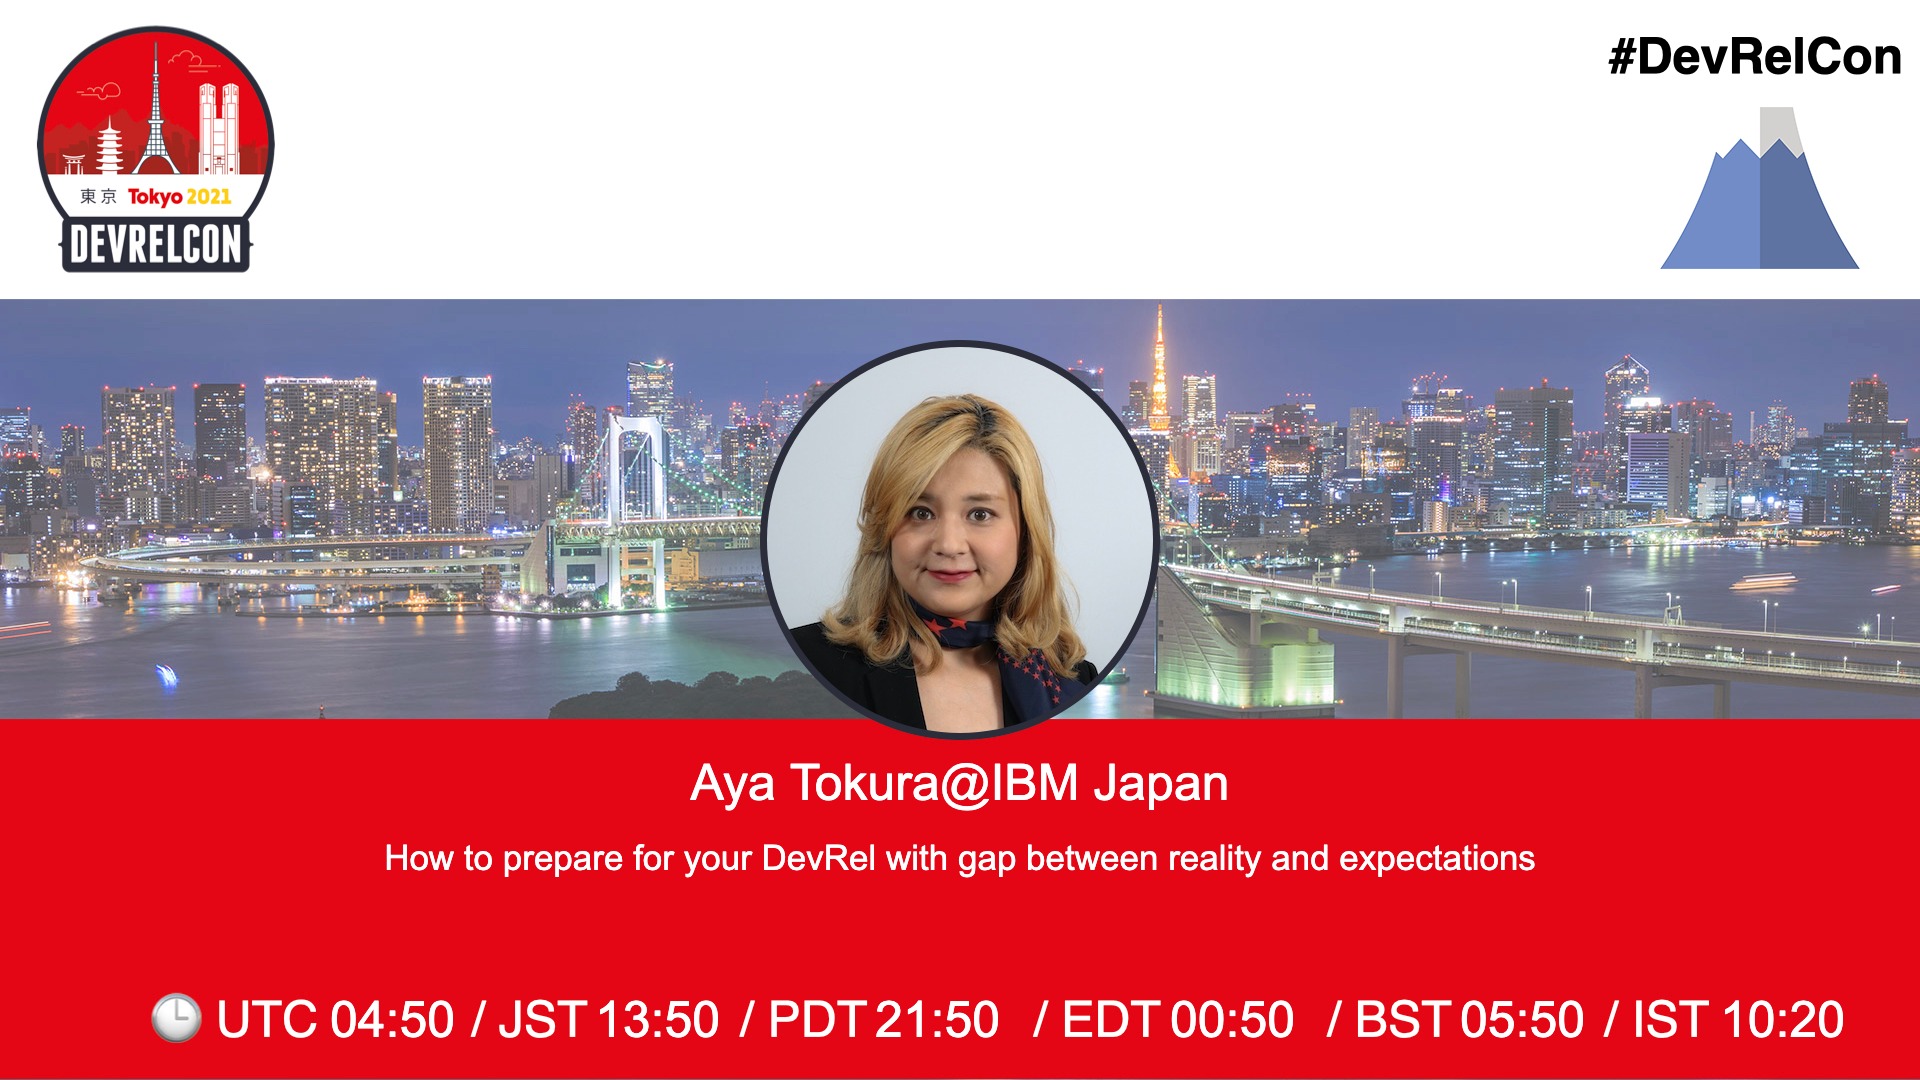 #DevRelCon
東京 Tokyo 2021
DEVRELCON
Aya Tokura@IBM Japan
How to prepare for your DevRel with gap between reality and expectations
UTC 04:50 / JST 13:50 / PDT 21:50 / EDT 00:50 / BST 05:50 / IST 10:20